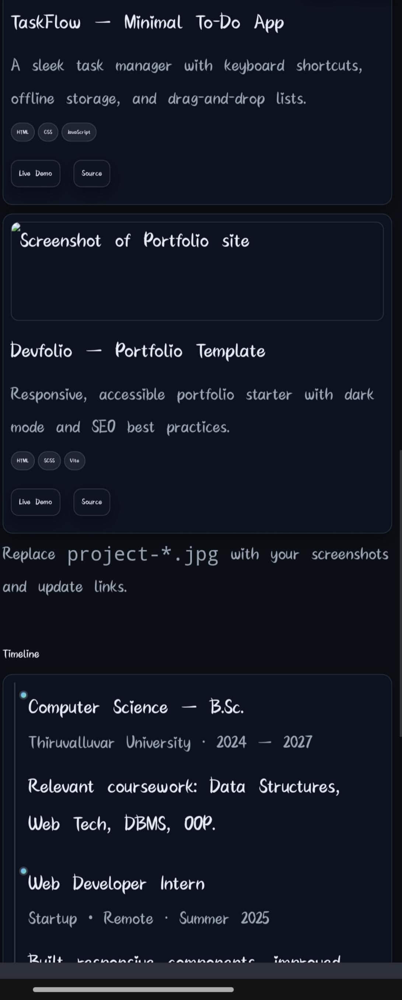 TaskFlow — Minimal To-Do App
A sleek task manager with keyboard shortcuts,
offline storage, and drag-and-drop lists.
HTML CSS JavaScript
Live Demo Source
Screenshot of Portfolio site
Devfolio — Portfolio Template
Responsive, accessible portfolio starter with dark
mode and SEO best practices.
HTML SCSS Vite
Live Demo Source
Replace project-*.jpg with your screenshots
and update links.
Timeline
Computer Science — B.Sc.
Thiruvalluvar University · 2024 — 2027
Relevant coursework: Data Structures,
Web Tech, DBMS, OOP.
Web Developer Intern
Startup • Remote · Summer 2025
Built responsive components, improved